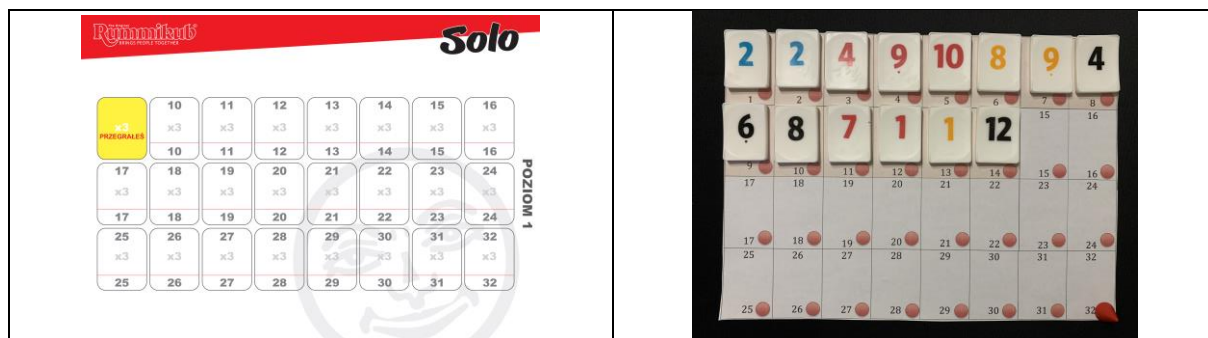 Rummikub
BRINGS PEOPLE TOGETHER
Solo
10 11 12 13 14 15 16
x3 x3 x3 x3 x3 x3 x3 x3
PRZEGRAŁEŚ
10 11 12 13 14 15 16
17 18 19 20 21 22 23 24
x3 x3 x3 x3 x3 x3 x3 x3
17 18 19 20 21 22 23 24
25 26 27 28 29 30 31 32
x3 x3 x3 x3 x3 x3 x3 x3
25 26 27 28 29 30 31 32
POZIOM 1
2 2 4 9 10 8 9 4
1 2 3 4 5 6 7 8
6 8 7 1 1 12 15 16
9 10 11 12 13 14 15 16
17 18 19 20 21 22 23 24
17 18 19 20 21 22 23 24
25 26 27 28 29 30 31 32
25 26 27 28 29 30 31 32